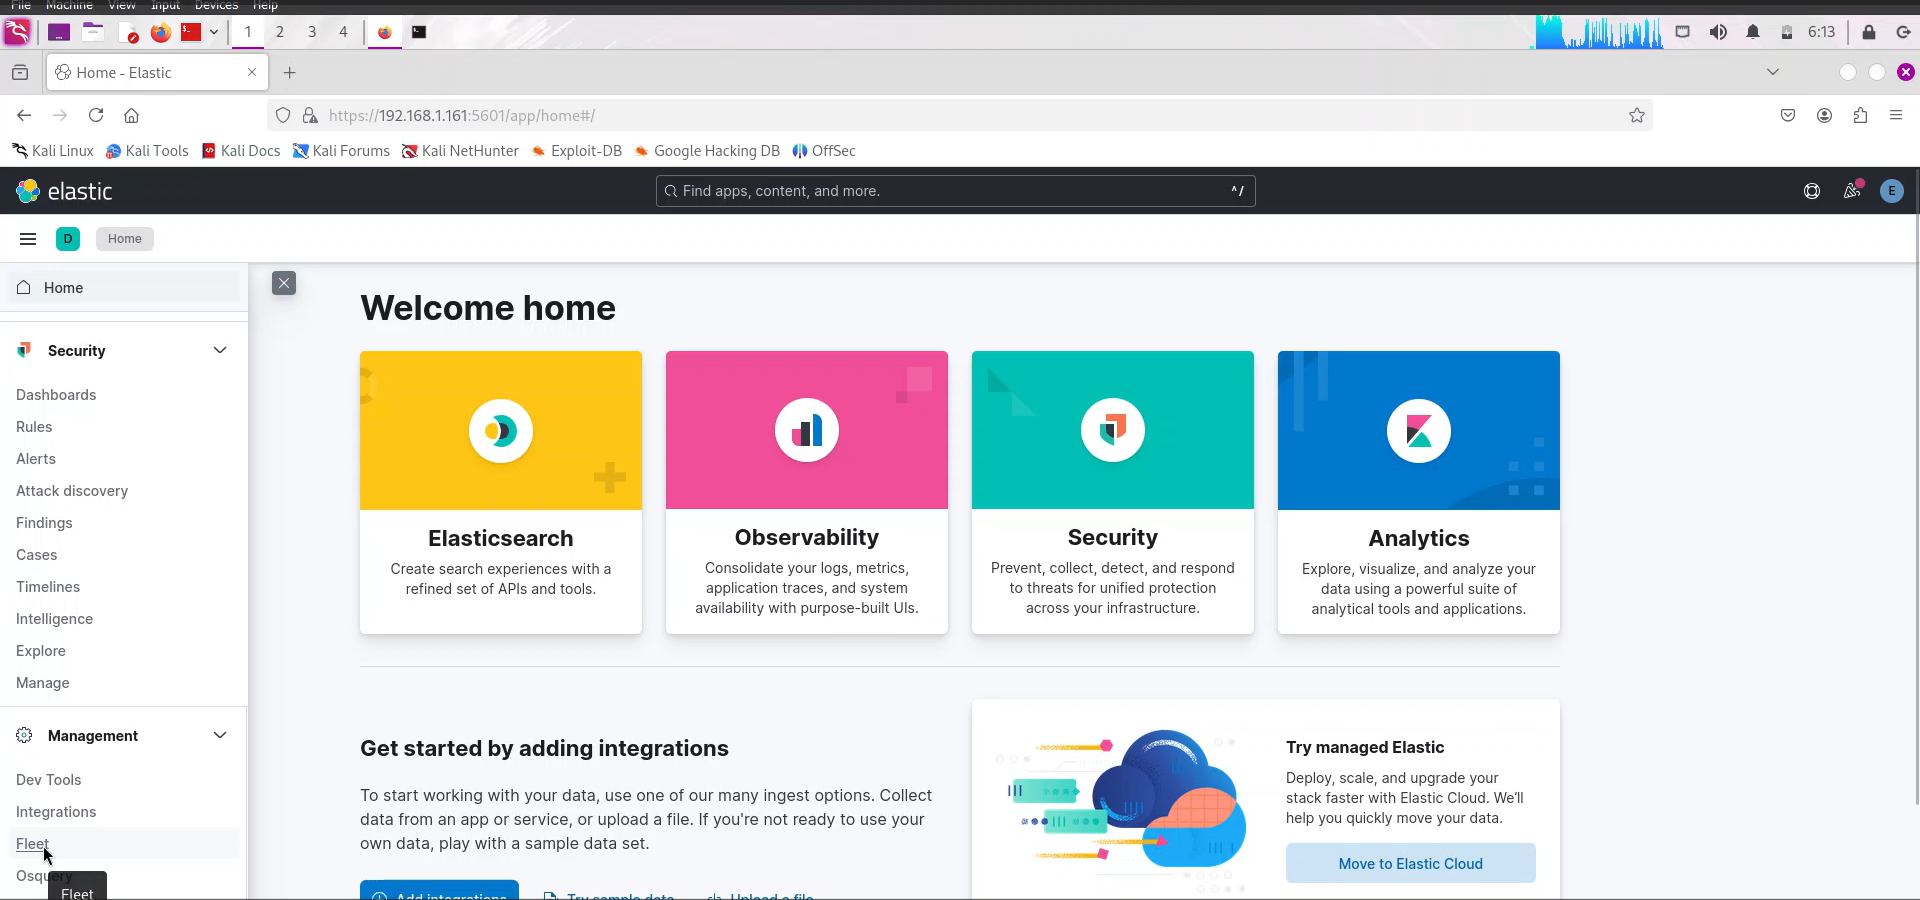 File Machine View Input Devices Help
1 2 3 4 6:13
Home - Elastic
https://192.168.1.161:5601/app/home#/
Kali Linux Kali Tools Kali Docs Kali Forums Kali NetHunter Exploit-DB Google Hacking DB OffSec
elastic Find apps, content, and more. ^/ E
D Home
Home
Welcome home
Security
Dashboards
Rules
Alerts
Attack discovery
Findings
Cases
Timelines
Intelligence
Explore
Manage
Management
Dev Tools
Integrations
Fleet
Osquery
Fleet
Elasticsearch
Create search experiences with a
refined set of APIs and tools.
Observability
Consolidate your logs, metrics,
application traces, and system
availability with purpose-built UIs.
Security
Prevent, collect, detect, and respond
to threats for unified protection
across your infrastructure.
Analytics
Explore, visualize, and analyze your
data using a powerful suite of
analytical tools and applications.
Get started by adding integrations
To start working with your data, use one of our many ingest options. Collect
data from an app or service, or upload a file. If you're not ready to use your
own data, play with a sample data set.
Add integrations Try sample data Upload a file
Try managed Elastic
Deploy, scale, and upgrade your
stack faster with Elastic Cloud. We'll
help you quickly move your data.
Move to Elastic Cloud